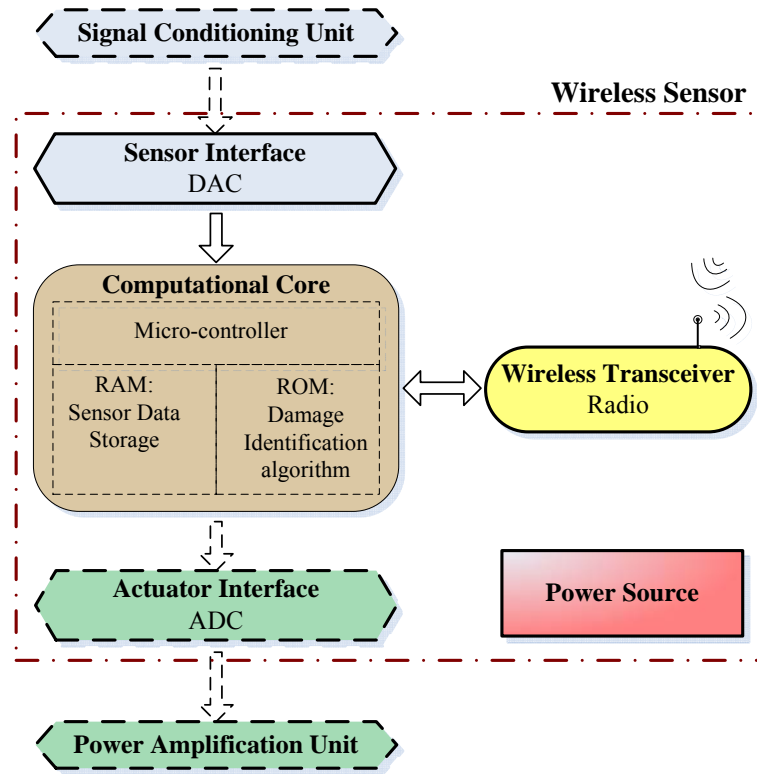 Signal Conditioning Unit
Wireless Sensor
Sensor Interface
DAC
Computational Core
Micro-controller
RAM:
Sensor Data
Storage
ROM:
Damage
Identification
algorithm
Wireless Transceiver
Radio
Actuator Interface
ADC
Power Source
Power Amplification Unit